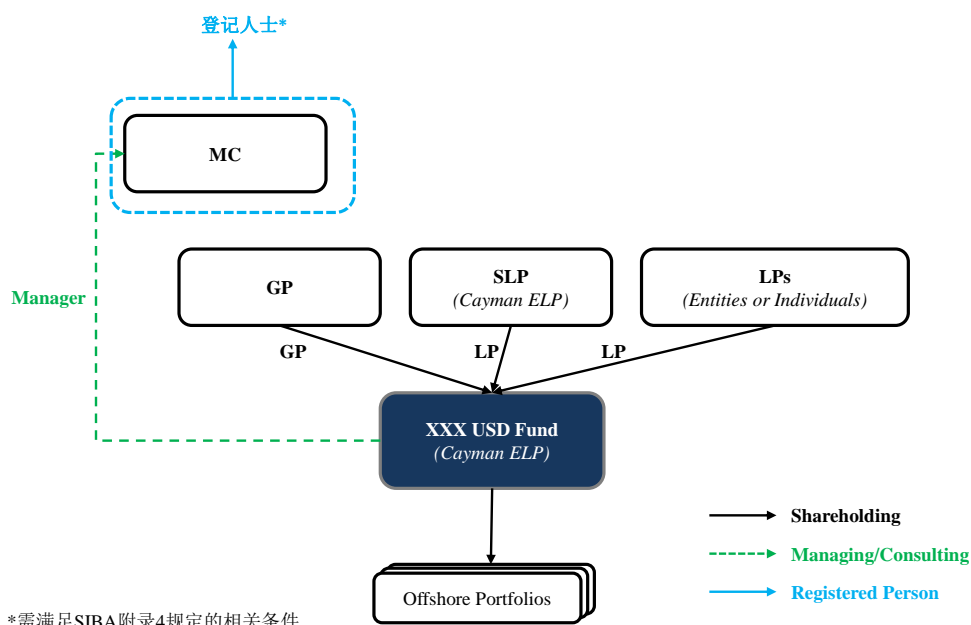 登记人士*
MC
Manager
GP
SLP
(Cayman ELP)
LPs
(Entities or Individuals)
GP
LP
LP
XXX USD Fund
(Cayman ELP)
Offshore Portfolios
Shareholding
Managing/Consulting
Registered Person
*需满足SIBA附录4规定的相关条件